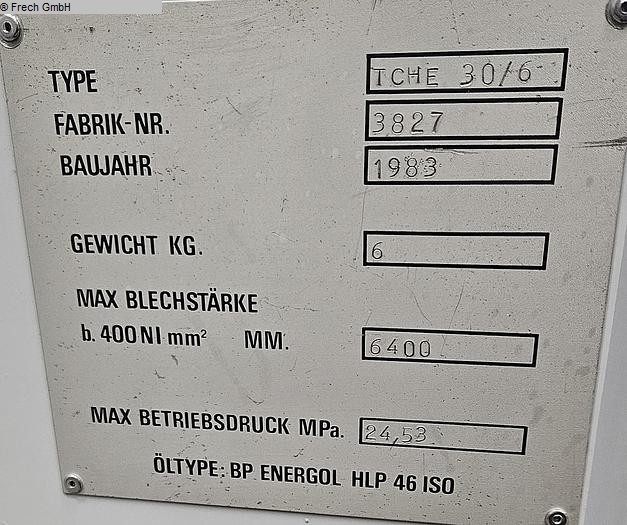 © Frech GmbH
TYPE TCHE 30/6
FABRIK-NR. 3827
BAUJAHR 1983
GEWICHT KG. 6
MAX BLECHSTÄRKE
b. 400 N/mm² MM. 6400
MAX BETRIEBSDRUCK MPa. 24,53
ÖLTYPE: BP ENERGOL HLP 46 ISO